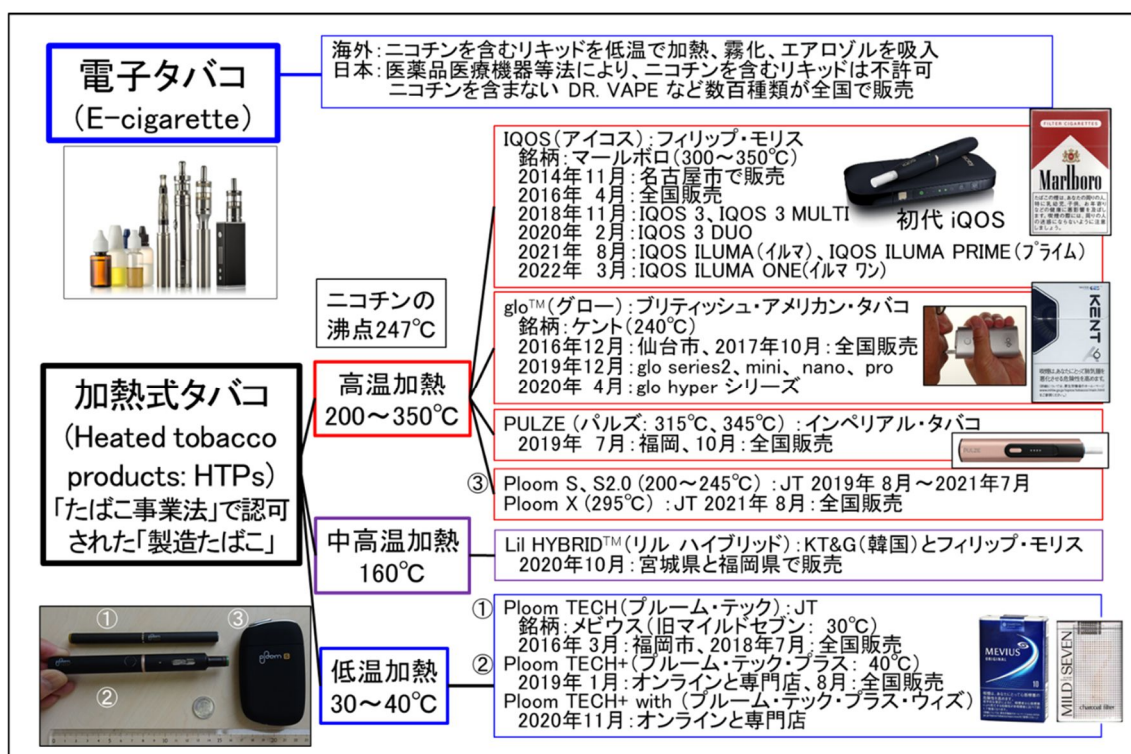 電子タバコ
(E-cigarette)
海外：ニコチンを含むリキッドを低温で加熱、霧化、エアロゾルを吸入
日本：医薬品医療機器等法により、ニコチンを含むリキッドは不許可
ニコチンを含まない DR. VAPE など数百種類が全国で販売
ニコチンの
沸点247℃
加熱式タバコ
(Heated tobacco
products: HTPs)
「たばこ事業法」で認可
された「製造たばこ」
高温加熱
200～350℃
IQOS(アイコス)：フィリップ・モリス
銘柄：マールボロ(300～350℃)
2014年11月：名古屋市で販売
2016年 4月：全国販売
2018年11月：IQOS 3、IQOS 3 MULTI
2020年 2月：IQOS 3 DUO
2021年 8月：IQOS ILUMA(イルマ)、IQOS ILUMA PRIME(プライム)
2022年 3月：IQOS ILUMA ONE(イルマ ワン)
初代 iQOS
FILTER CIGARETTES
Marlboro
glo™(グロー)：ブリティッシュ・アメリカン・タバコ
銘柄：ケント(240℃)
2016年12月：仙台市、2017年10月：全国販売
2019年12月：glo series2、mini、nano、pro
2020年 4月：glo hyper シリーズ
KENT
PULZE (パルズ: 315℃、345℃)：インペリアル・タバコ
2019年 7月：福岡、10月：全国販売
PULZE
③ Ploom S、S2.0 (200～245℃)：JT 2019年 8月～2021年7月
Ploom X (295℃)：JT 2021年 8月：全国販売
中高温加熱
160℃
Lil HYBRID™(リル ハイブリッド)：KT&G(韓国)とフィリップ・モリス
2020年10月：宮城県と福岡県で販売
低温加熱
30～40℃
① Ploom TECH(プルーム・テック)：JT
銘柄：メビウス(旧マイルドセブン： 30℃)
2016年 3月：福岡市、2018年7月：全国販売
② Ploom TECH+(プルーム・テック・プラス： 40℃)
2019年 1月：オンラインと専門店、8月：全国販売
Ploom TECH+ with (プルーム・テック・プラス・ウィズ)
2020年11月：オンラインと専門店
MEVIUS
ORIGINAL
10
MILD SEVEN
charcoal filter
①
②
③
ploom